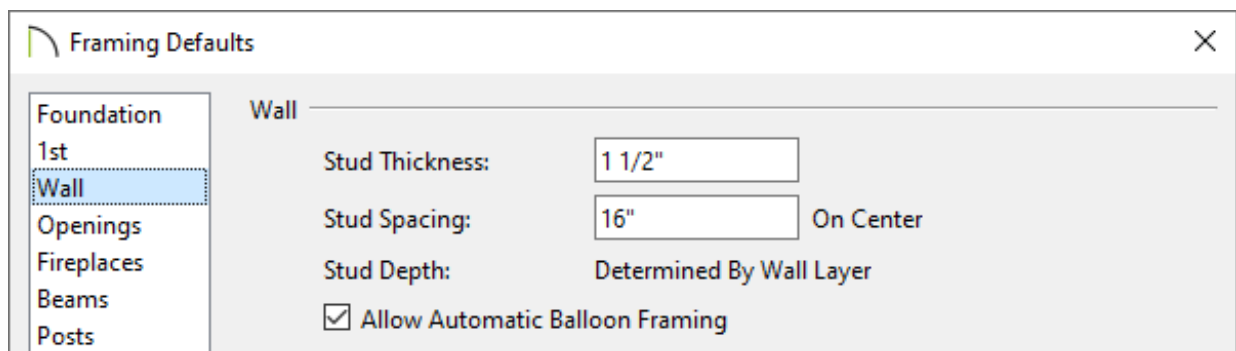 Framing Defaults
Foundation
1st
Wall
Openings
Fireplaces
Beams
Posts
Wall
Stud Thickness: 1 1/2"
Stud Spacing: 16" On Center
Stud Depth: Determined By Wall Layer
Allow Automatic Balloon Framing